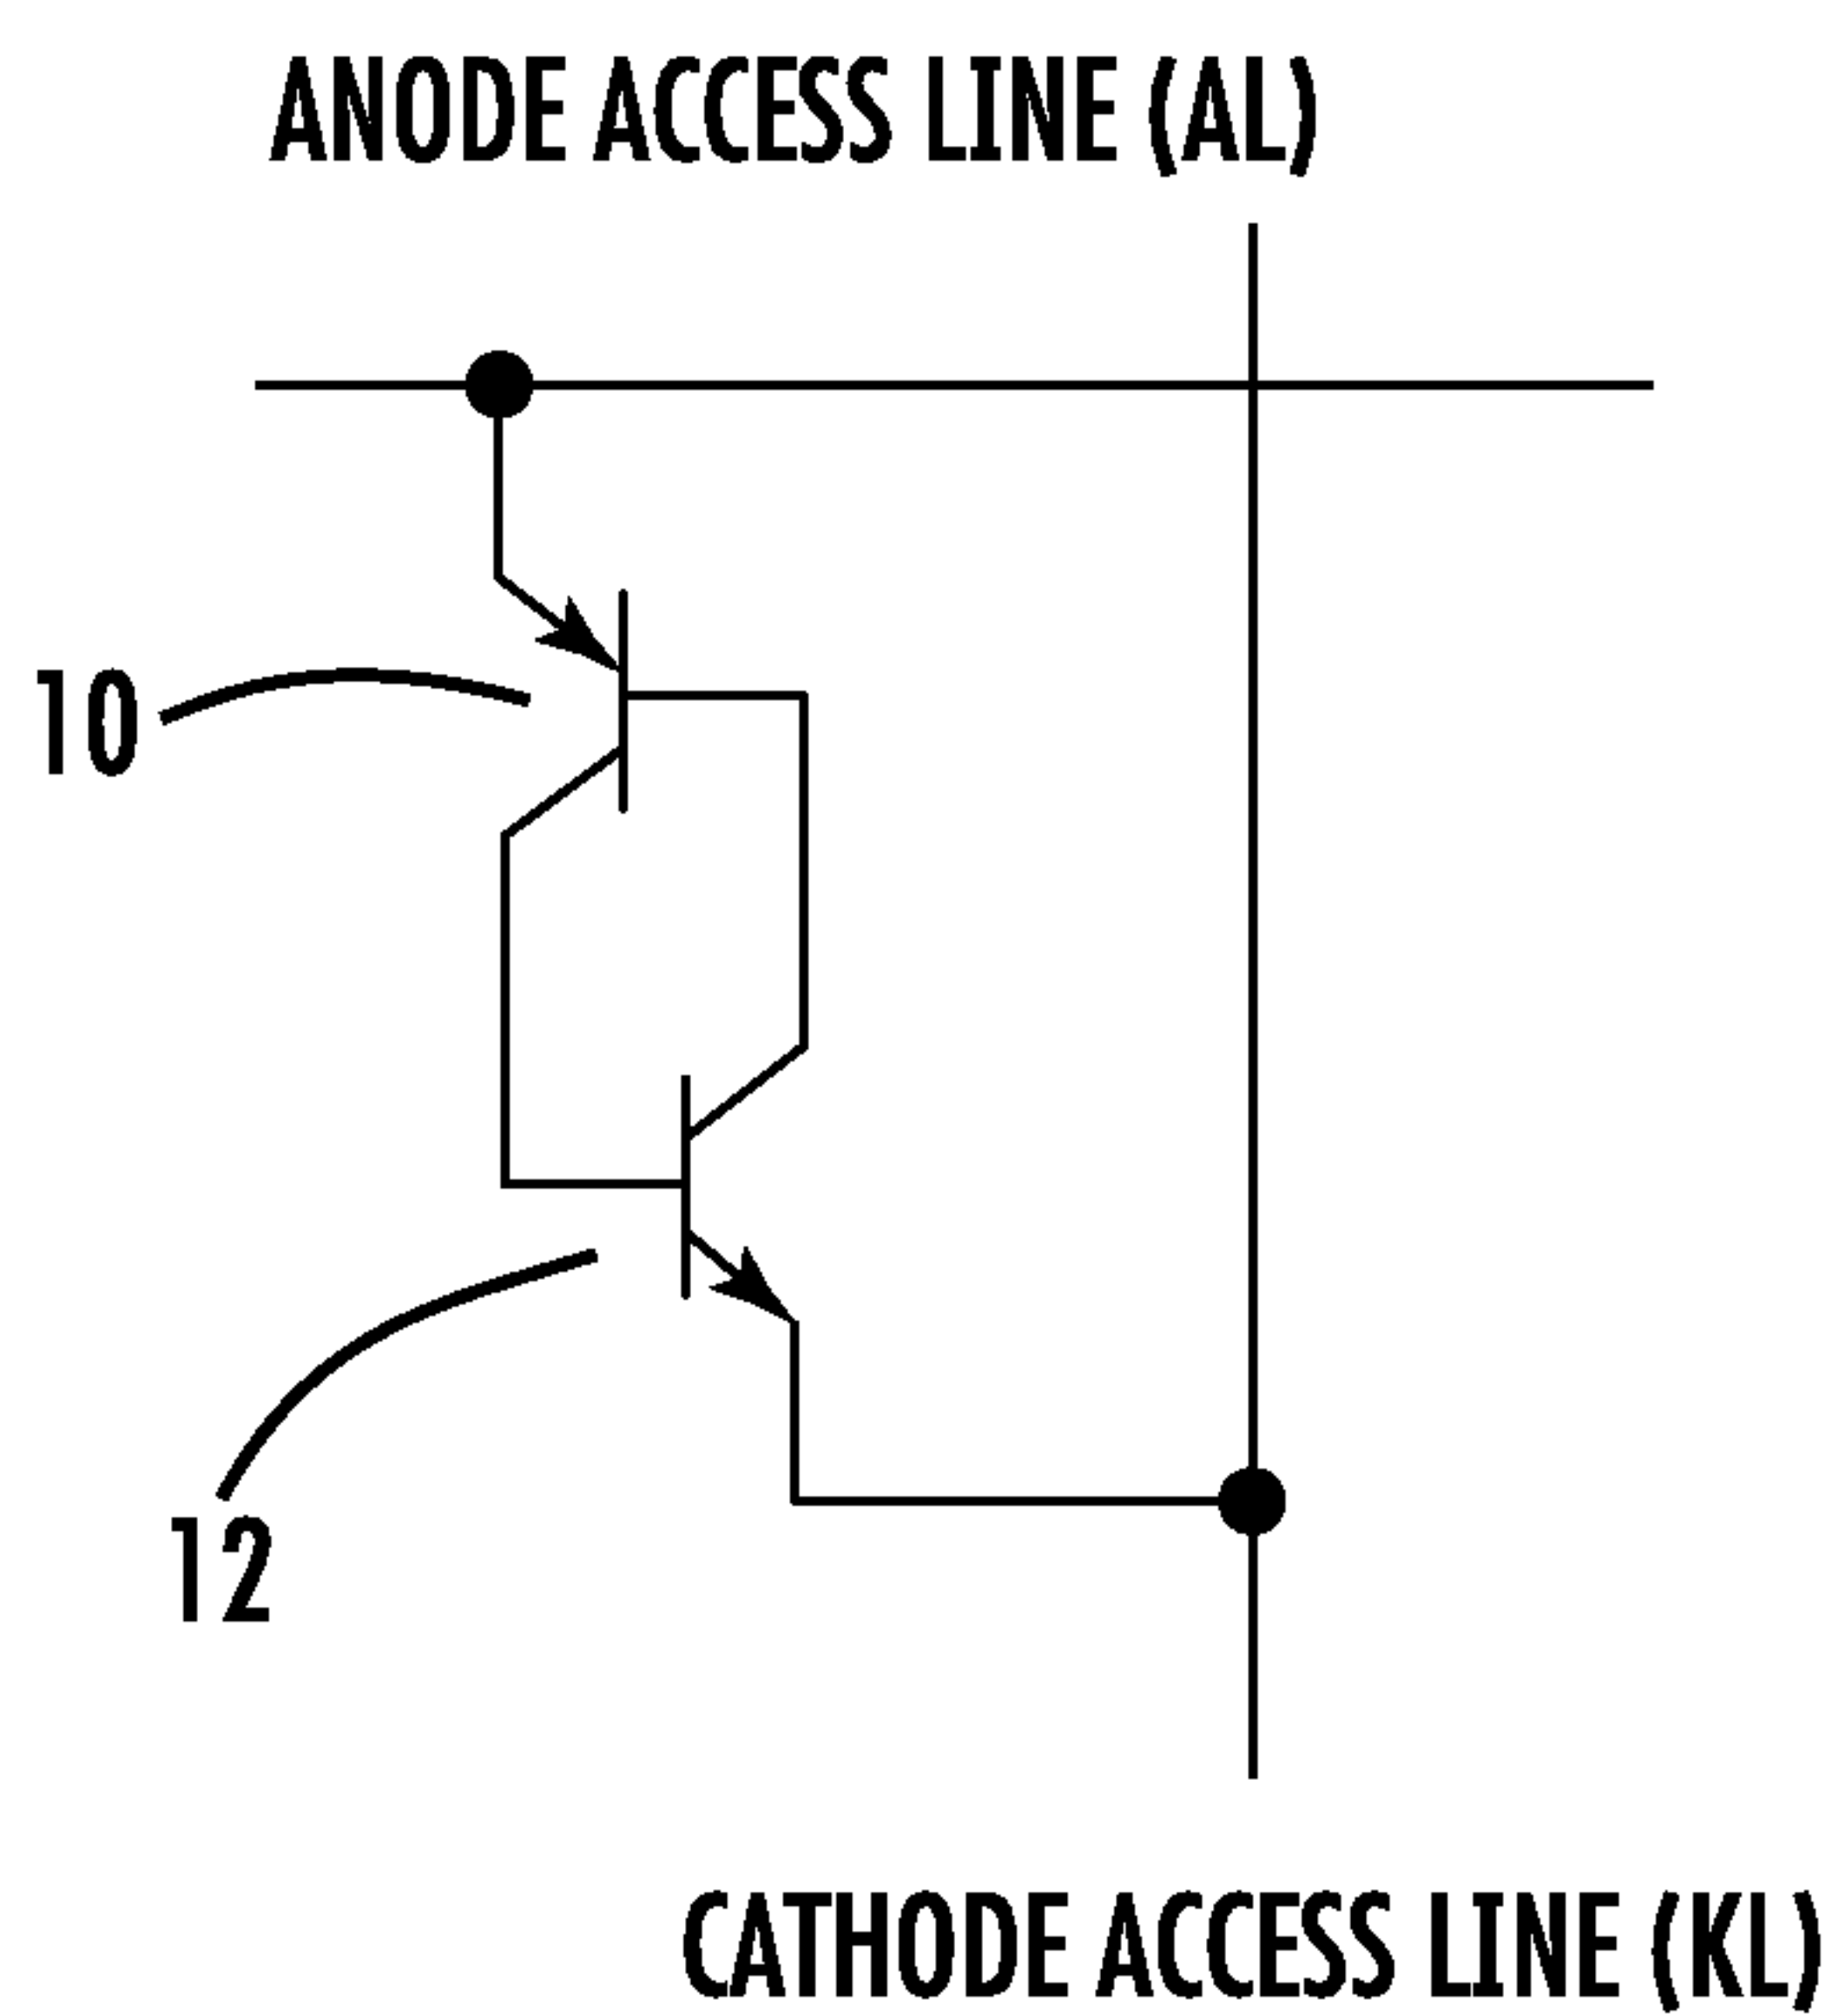 ANODE ACCESS LINE (AL)
10
12
CATHODE ACCESS LINE (KL)